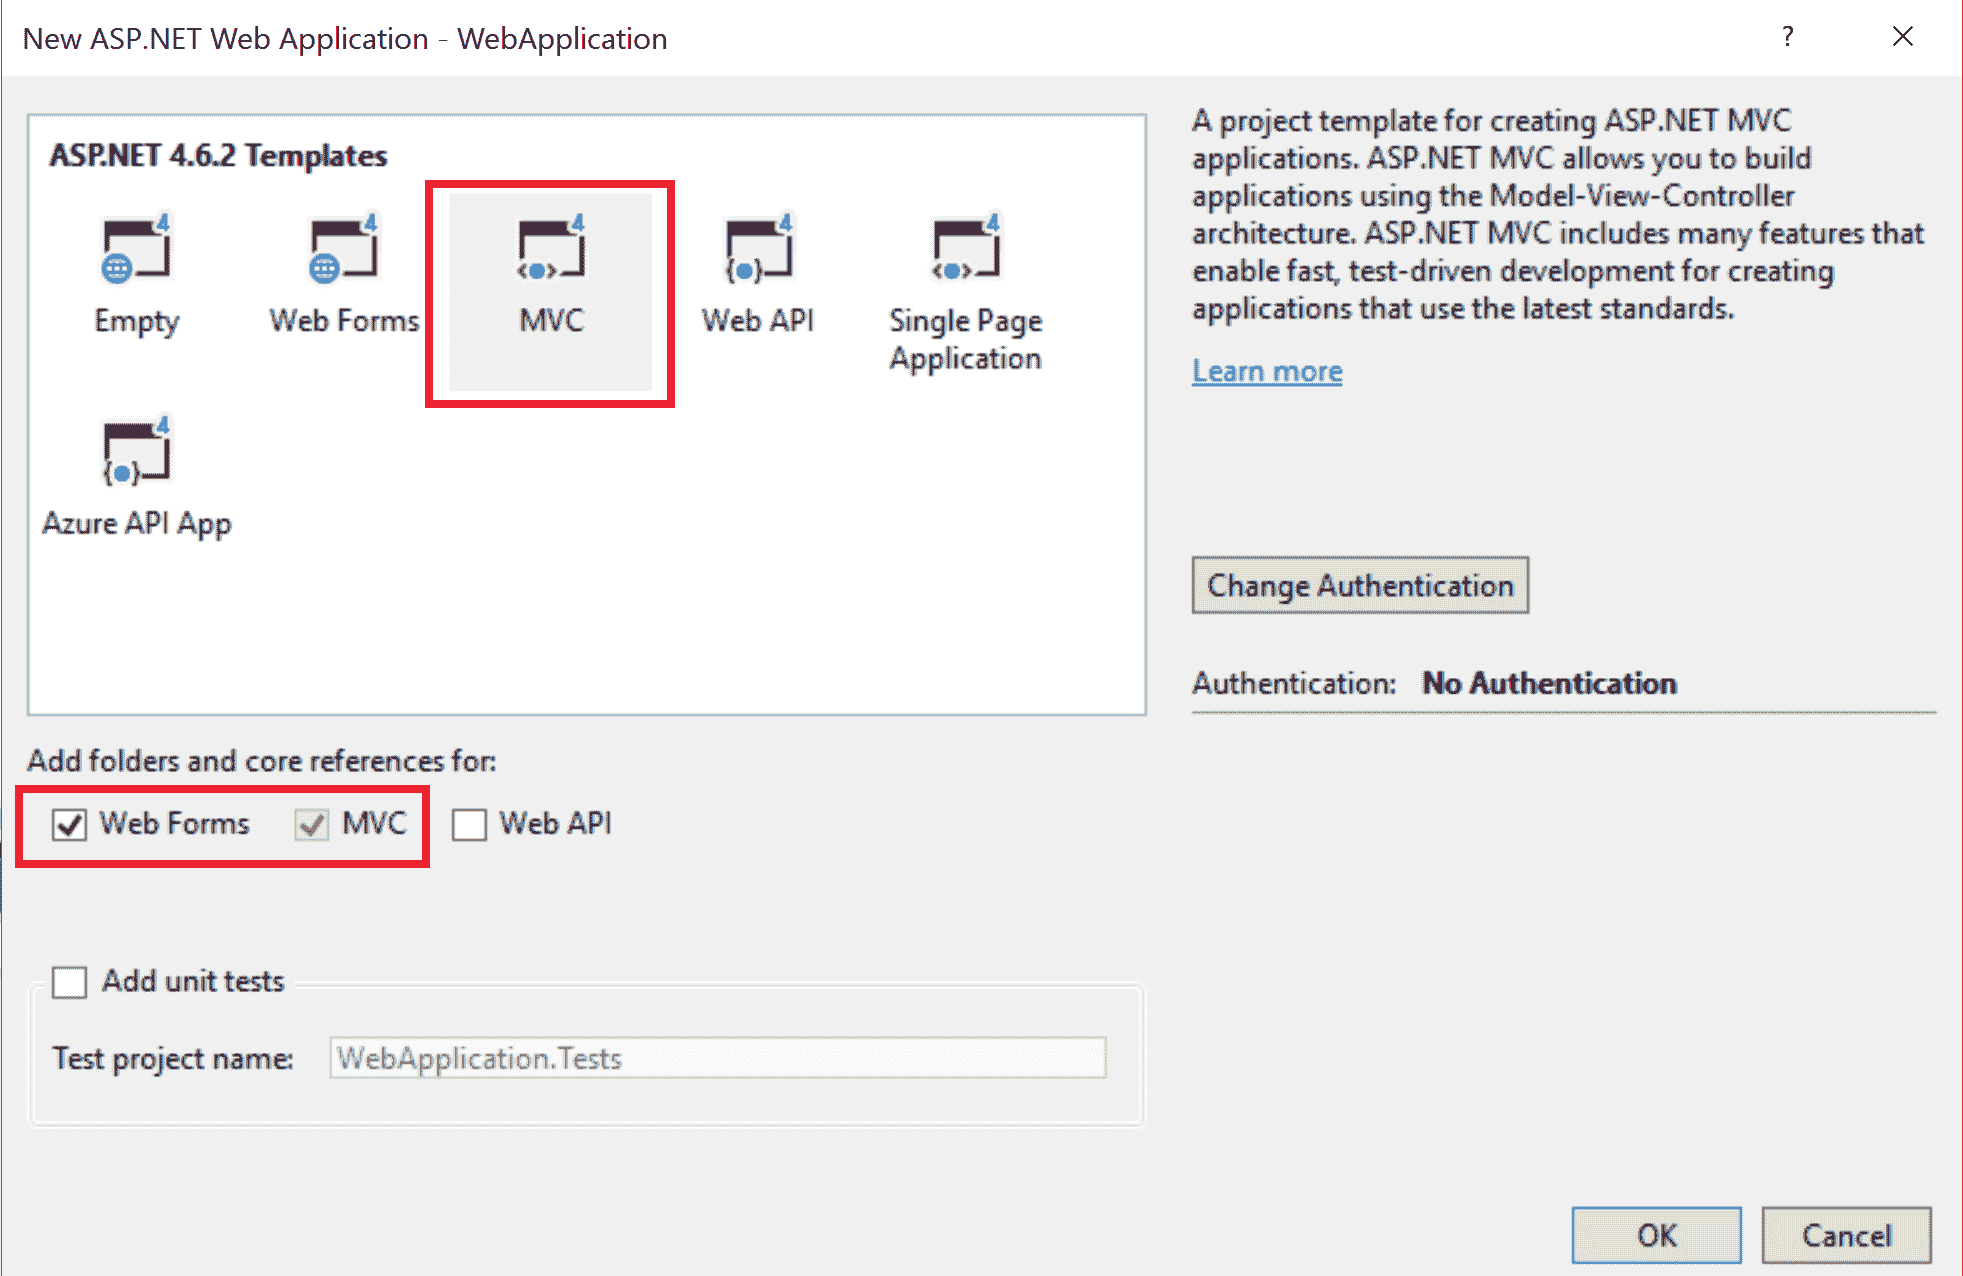 New ASP.NET Web Application - WebApplication
?
ASP.NET 4.6.2 Templates
Empty
Web Forms
MVC
Web API
Single Page
Application
Azure API App
A project template for creating ASP.NET MVC
applications. ASP.NET MVC allows you to build
applications using the Model-View-Controller
architecture. ASP.NET MVC includes many features that
enable fast, test-driven development for creating
applications that use the latest standards.
Learn more
Change Authentication
Authentication: No Authentication
Add folders and core references for:
Web Forms MVC Web API
Add unit tests
Test project name: WebApplication.Tests
OK Cancel